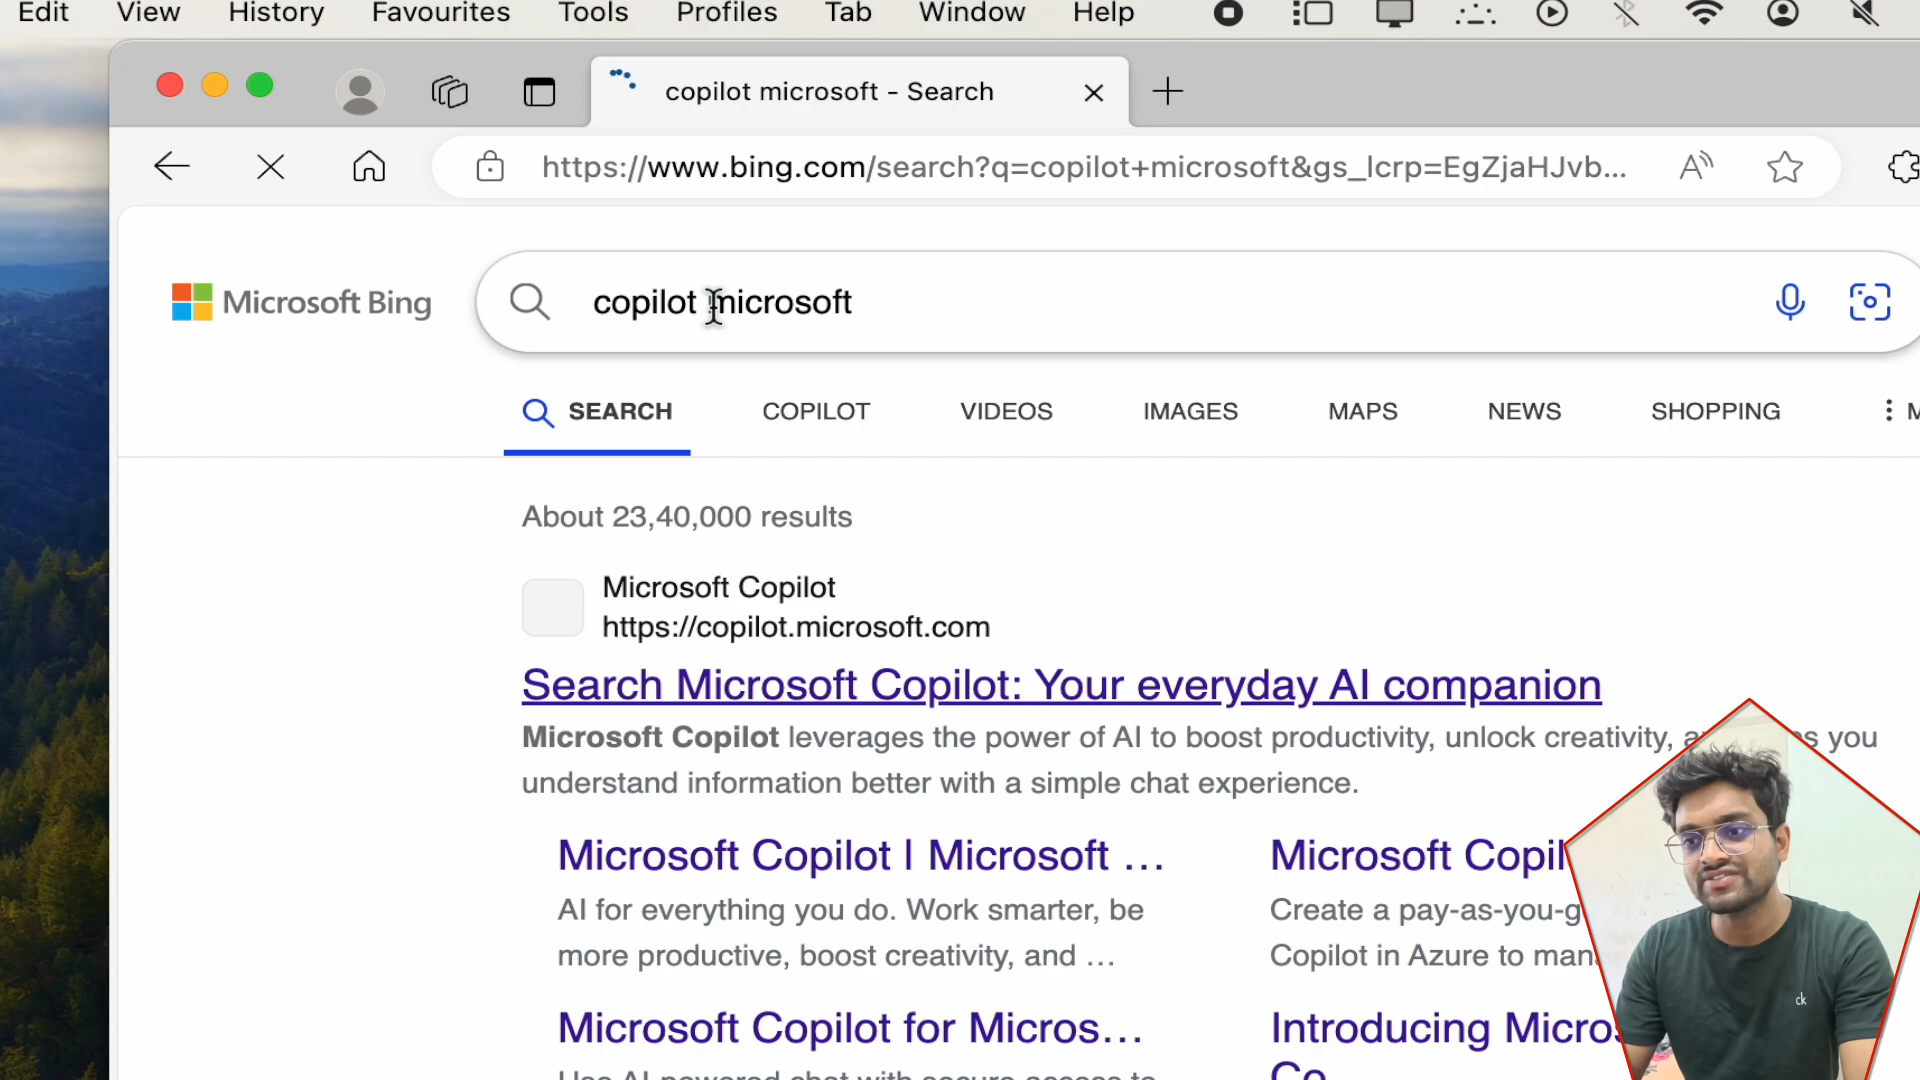 Edit View History Favourites Tools Profiles Tab Window Help
copilot microsoft - Search
https://www.bing.com/search?q=copilot+microsoft&gs_lcrp=EgZjaHJvb...
Microsoft Bing
copilot microsoft
SEARCH COPILOT VIDEOS IMAGES MAPS NEWS SHOPPING
About 23,40,000 results
Microsoft Copilot
https://copilot.microsoft.com
Search Microsoft Copilot: Your everyday AI companion
Microsoft Copilot leverages the power of AI to boost productivity, unlock creativity, you
understand information better with a simple chat experience.
Microsoft Copilot | Microsoft ...
AI for everything you do. Work smarter, be
more productive, boost creativity, and ...
Microsoft Copil
Create a pay-as-you-g
Copilot in Azure to man
Microsoft Copilot for Micros...
Introducing Micros
Co
ck